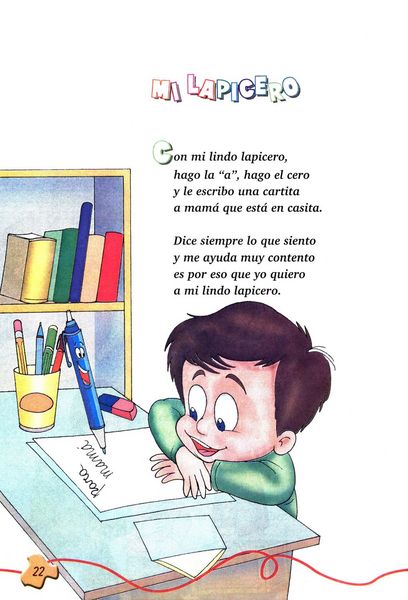 MI LAPICERO
Con mi lindo lapicero,
hago la “a”, hago el cero
y le escribo una cartita
a mamá que está en casita.
Dice siempre lo que siento
y me ayuda muy contento
es por eso que yo quiero
a mi lindo lapicero.
para
mamá
22